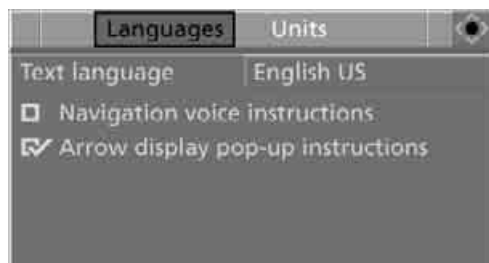 Languages Units
Text language English US
Navigation voice instructions
Arrow display pop-up instructions